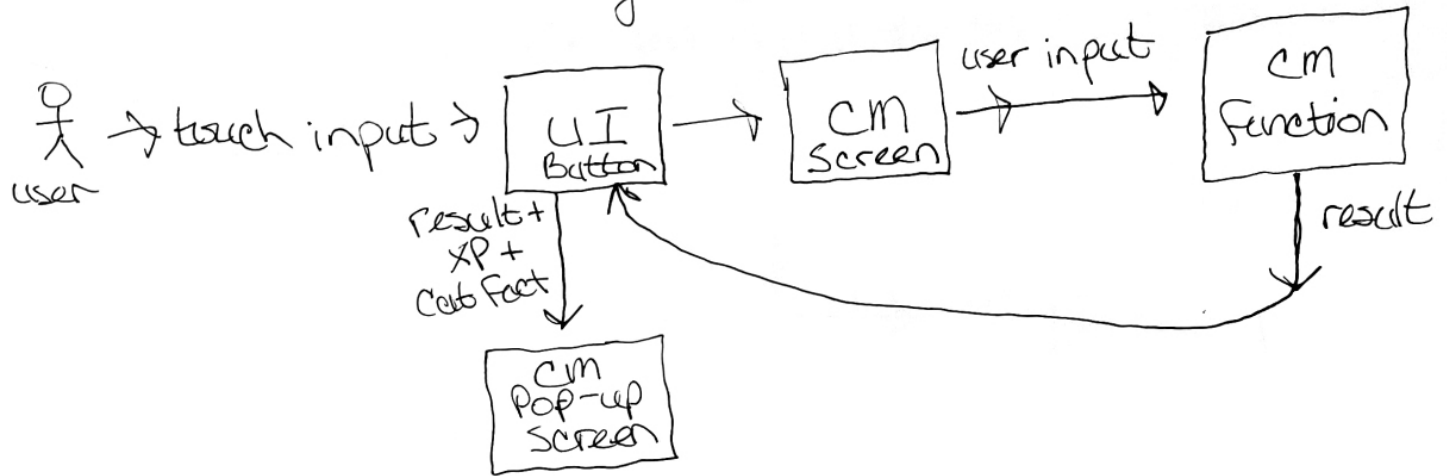 user
touch input
UI
Button
CM
Screen
user input
CM
Function
result
result +
XP +
Cat Fact
CM
Pop-up
Screen